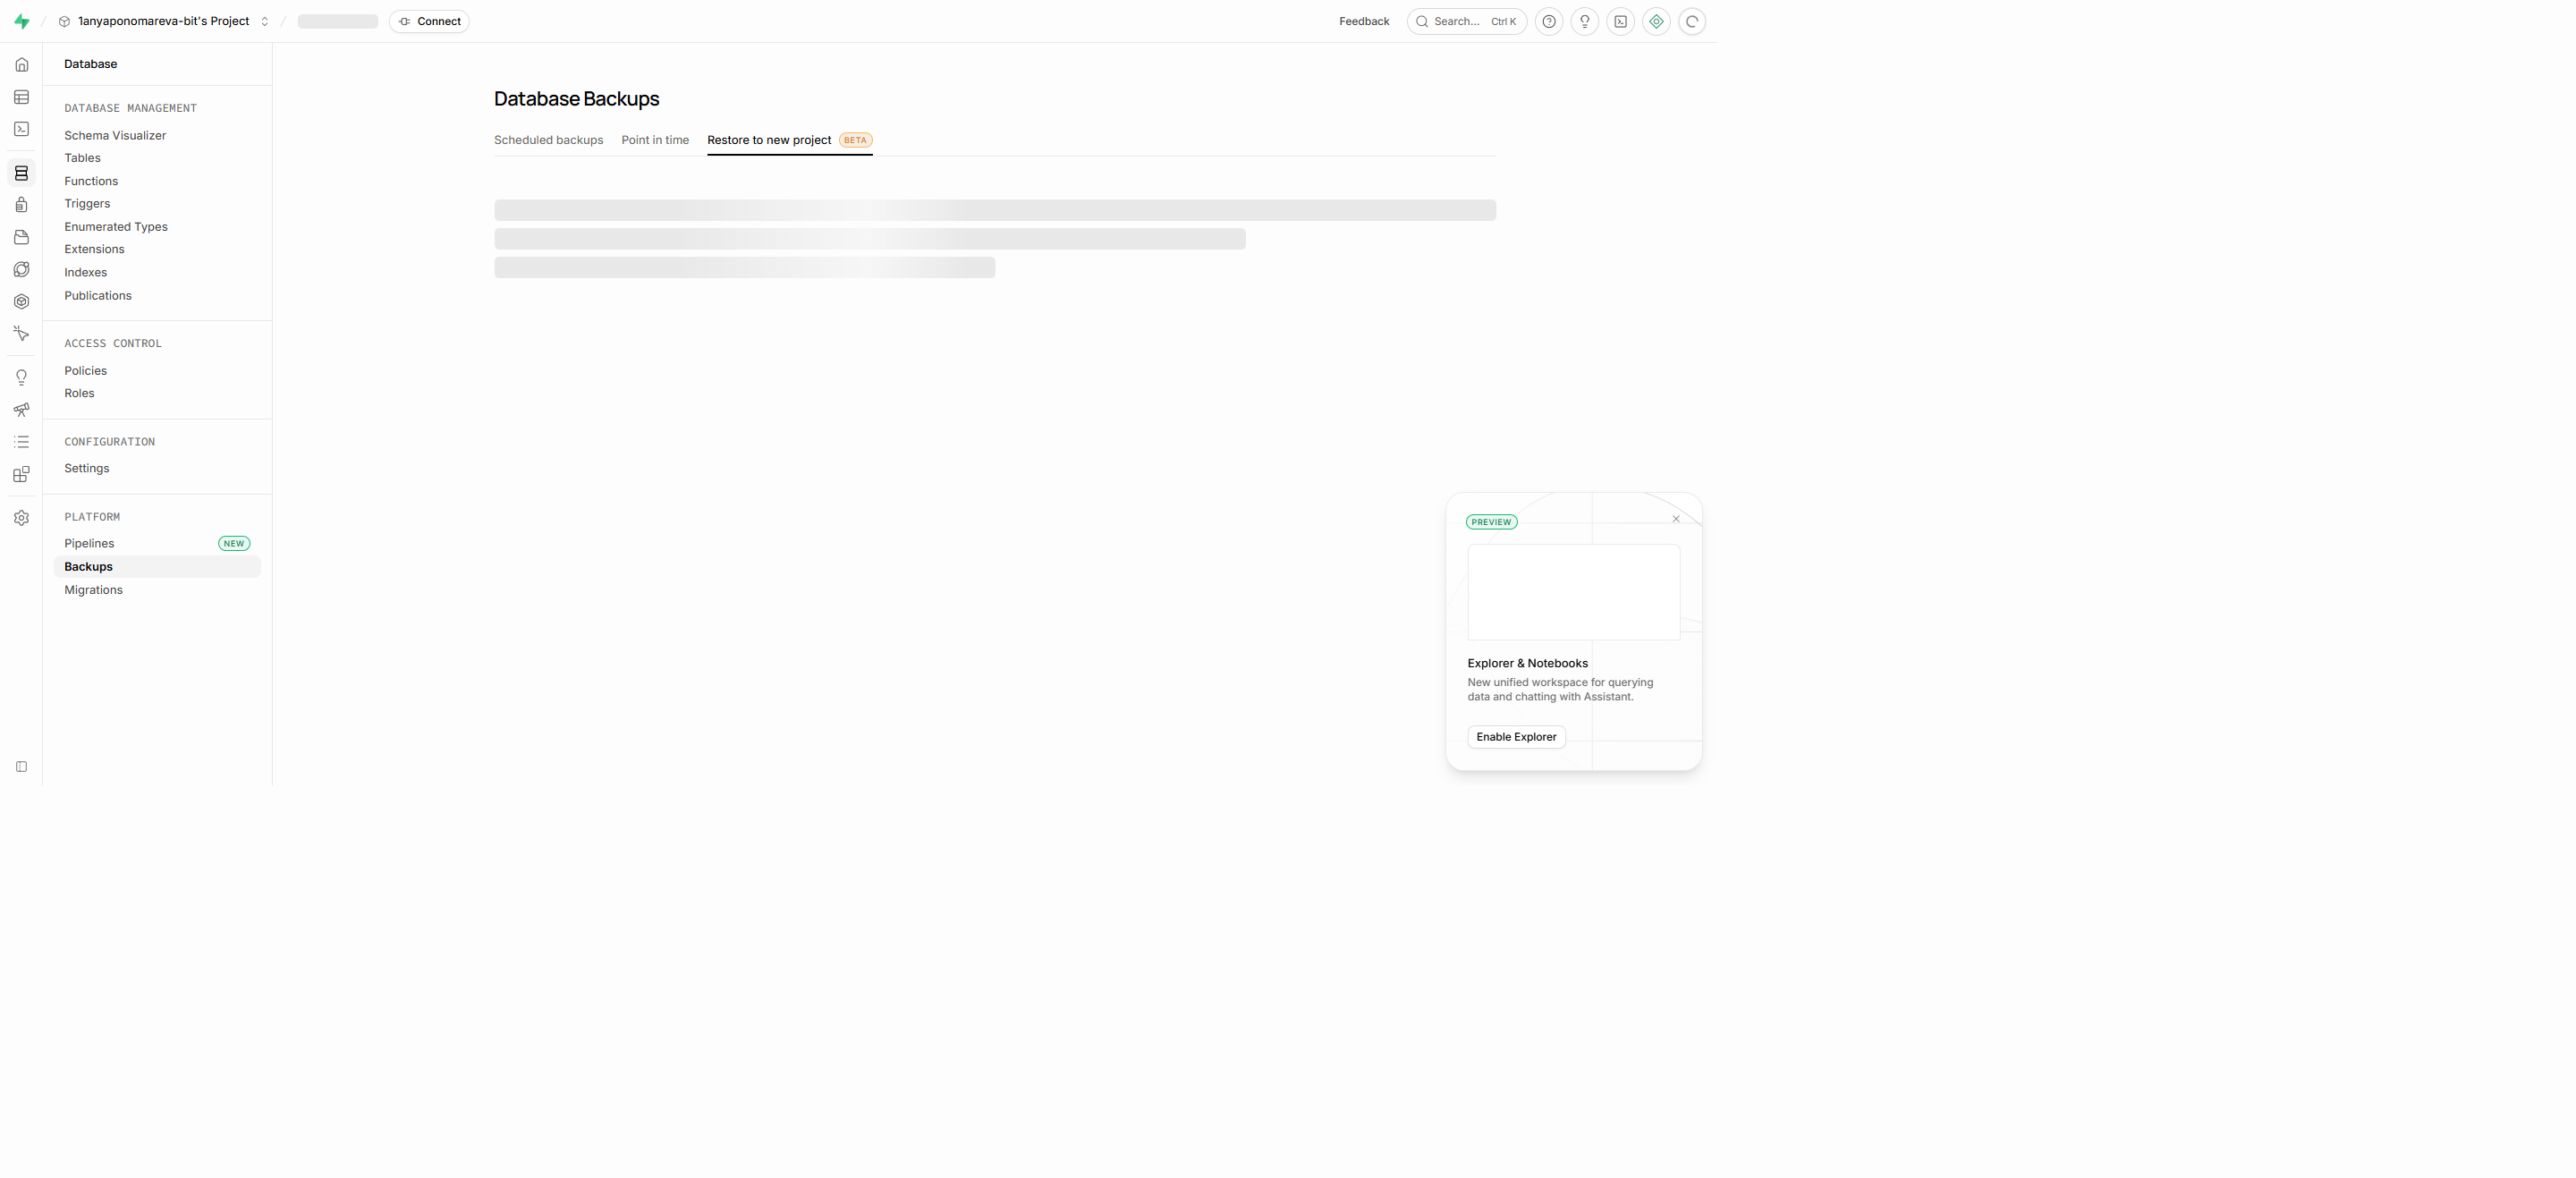 1anyaponomareva-bit's Project
Connect
Feedback
Search...
Ctrl K
Database
DATABASE MANAGEMENT
Schema Visualizer
Tables
Functions
Triggers
Enumerated Types
Extensions
Indexes
Publications
ACCESS CONTROL
Policies
Roles
CONFIGURATION
Settings
PLATFORM
Pipelines NEW
Backups
Migrations
Database Backups
Scheduled backups
Point in time
Restore to new project BETA
PREVIEW
Explorer & Notebooks
New unified workspace for querying
data and chatting with Assistant.
Enable Explorer